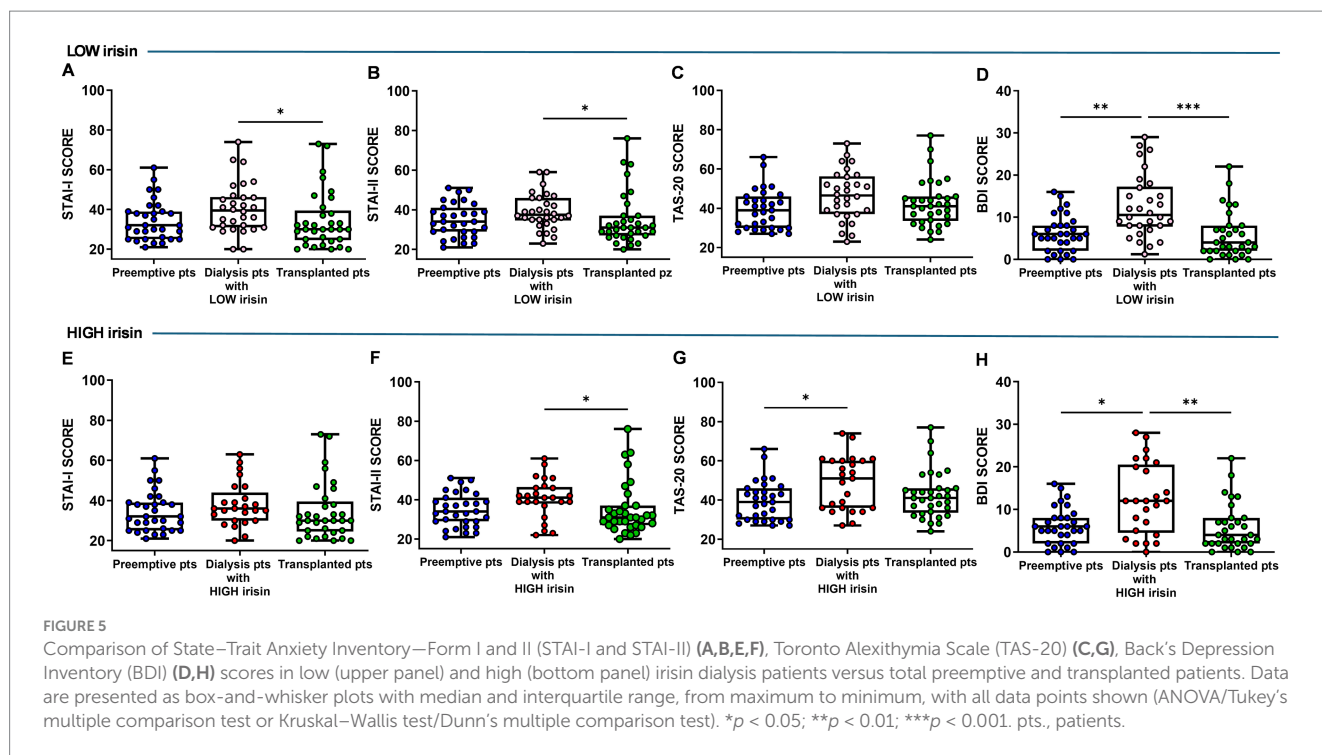 LOW irisin
A
B
C
D
STAI-I SCORE
100
80
60
40
20
*
Preemptive pts
Dialysis pts
with
LOW irisin
Transplanted pts
STAI-II SCORE
100
80
60
40
20
*
Preemptive pts
Dialysis pts
with
LOW irisin
Transplanted pz
TAS-20 SCORE
100
80
60
40
20
Preemptive pts
Dialysis pts
with
LOW irisin
Transplanted pts
BDI SCORE
40
30
20
10
0
**
***
Preemptive pts
Dialysis pts
with
LOW irisin
Transplanted pts
HIGH irisin
E
F
G
H
STAI-I SCORE
100
80
60
40
20
Preemptive pts
Dialysis pts
with
HIGH irisin
Transplanted pts
STAI-II SCORE
100
80
60
40
20
*
Preemptive pts
Dialysis pts
with
HIGH irisin
Transplanted pts
TAS-20 SCORE
100
80
60
40
20
*
Preemptive pts
Dialysis pts
with
HIGH irisin
Transplanted pts
BDI SCORE
40
30
20
10
0
*
**
Preemptive pts
Dialysis pts
with
HIGH irisin
Transplanted pts
FIGURE 5
Comparison of State–Trait Anxiety Inventory—Form I and II (STAI-I and STAI-II) (A,B,E,F), Toronto Alexithymia Scale (TAS-20) (C,G), Back's Depression
Inventory (BDI) (D,H) scores in low (upper panel) and high (bottom panel) irisin dialysis patients versus total preemptive and transplanted patients. Data
are presented as box-and-whisker plots with median and interquartile range, from maximum to minimum, with all data points shown (ANOVA/Tukey's
multiple comparison test or Kruskal–Wallis test/Dunn's multiple comparison test). *p < 0.05; **p < 0.01; ***p < 0.001. pts., patients.